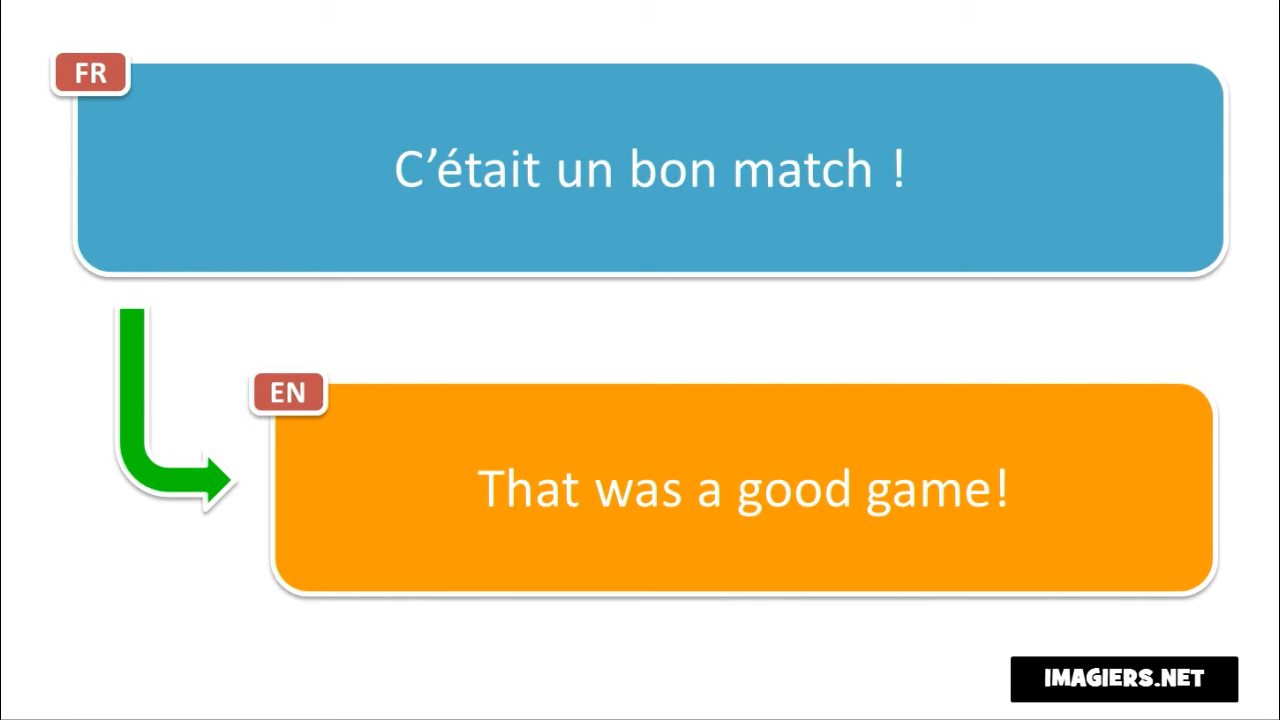 FR
C’était un bon match !
EN
That was a good game!
IMAGIERS.NET